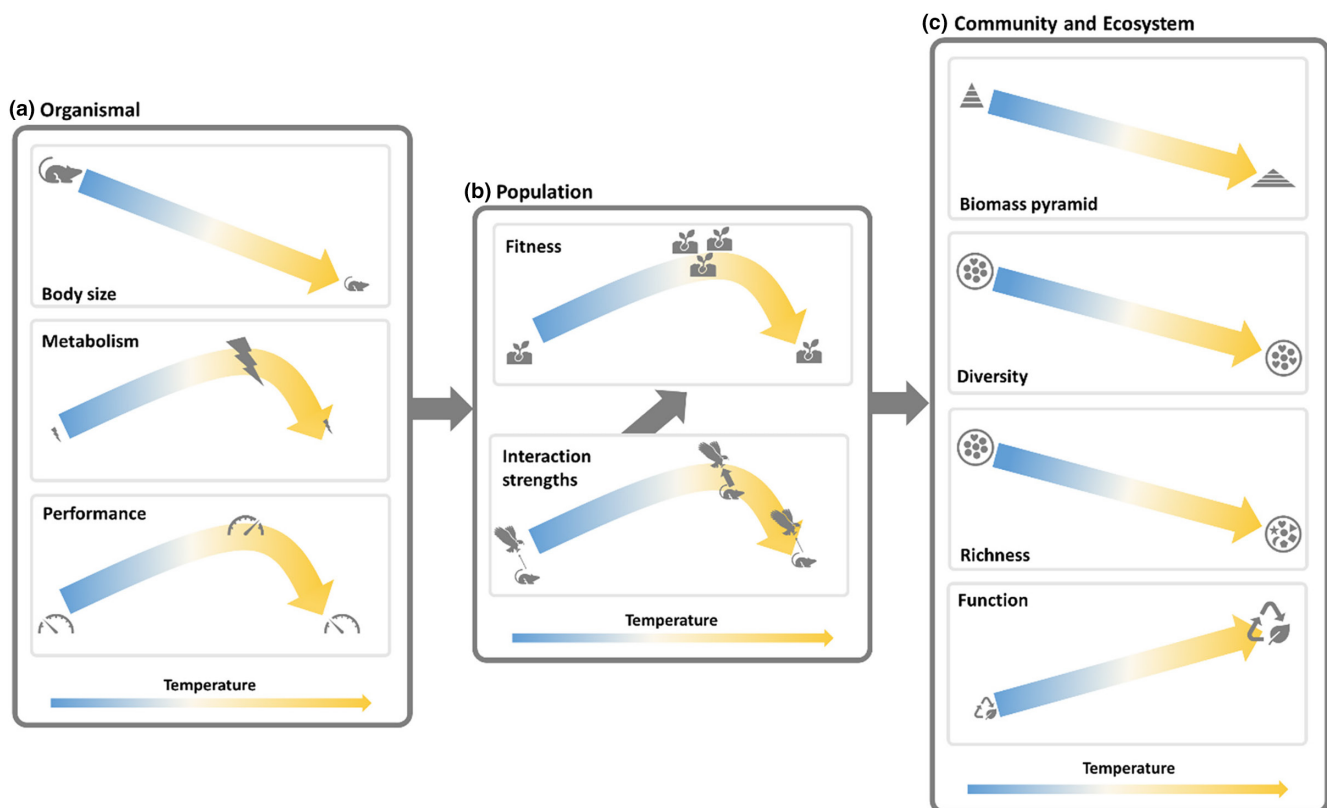 (a) Organismal
Body size
Metabolism
Performance
Temperature
(b) Population
Fitness
Interaction
strengths
Temperature
(c) Community and Ecosystem
Biomass pyramid
Diversity
Richness
Function
Temperature